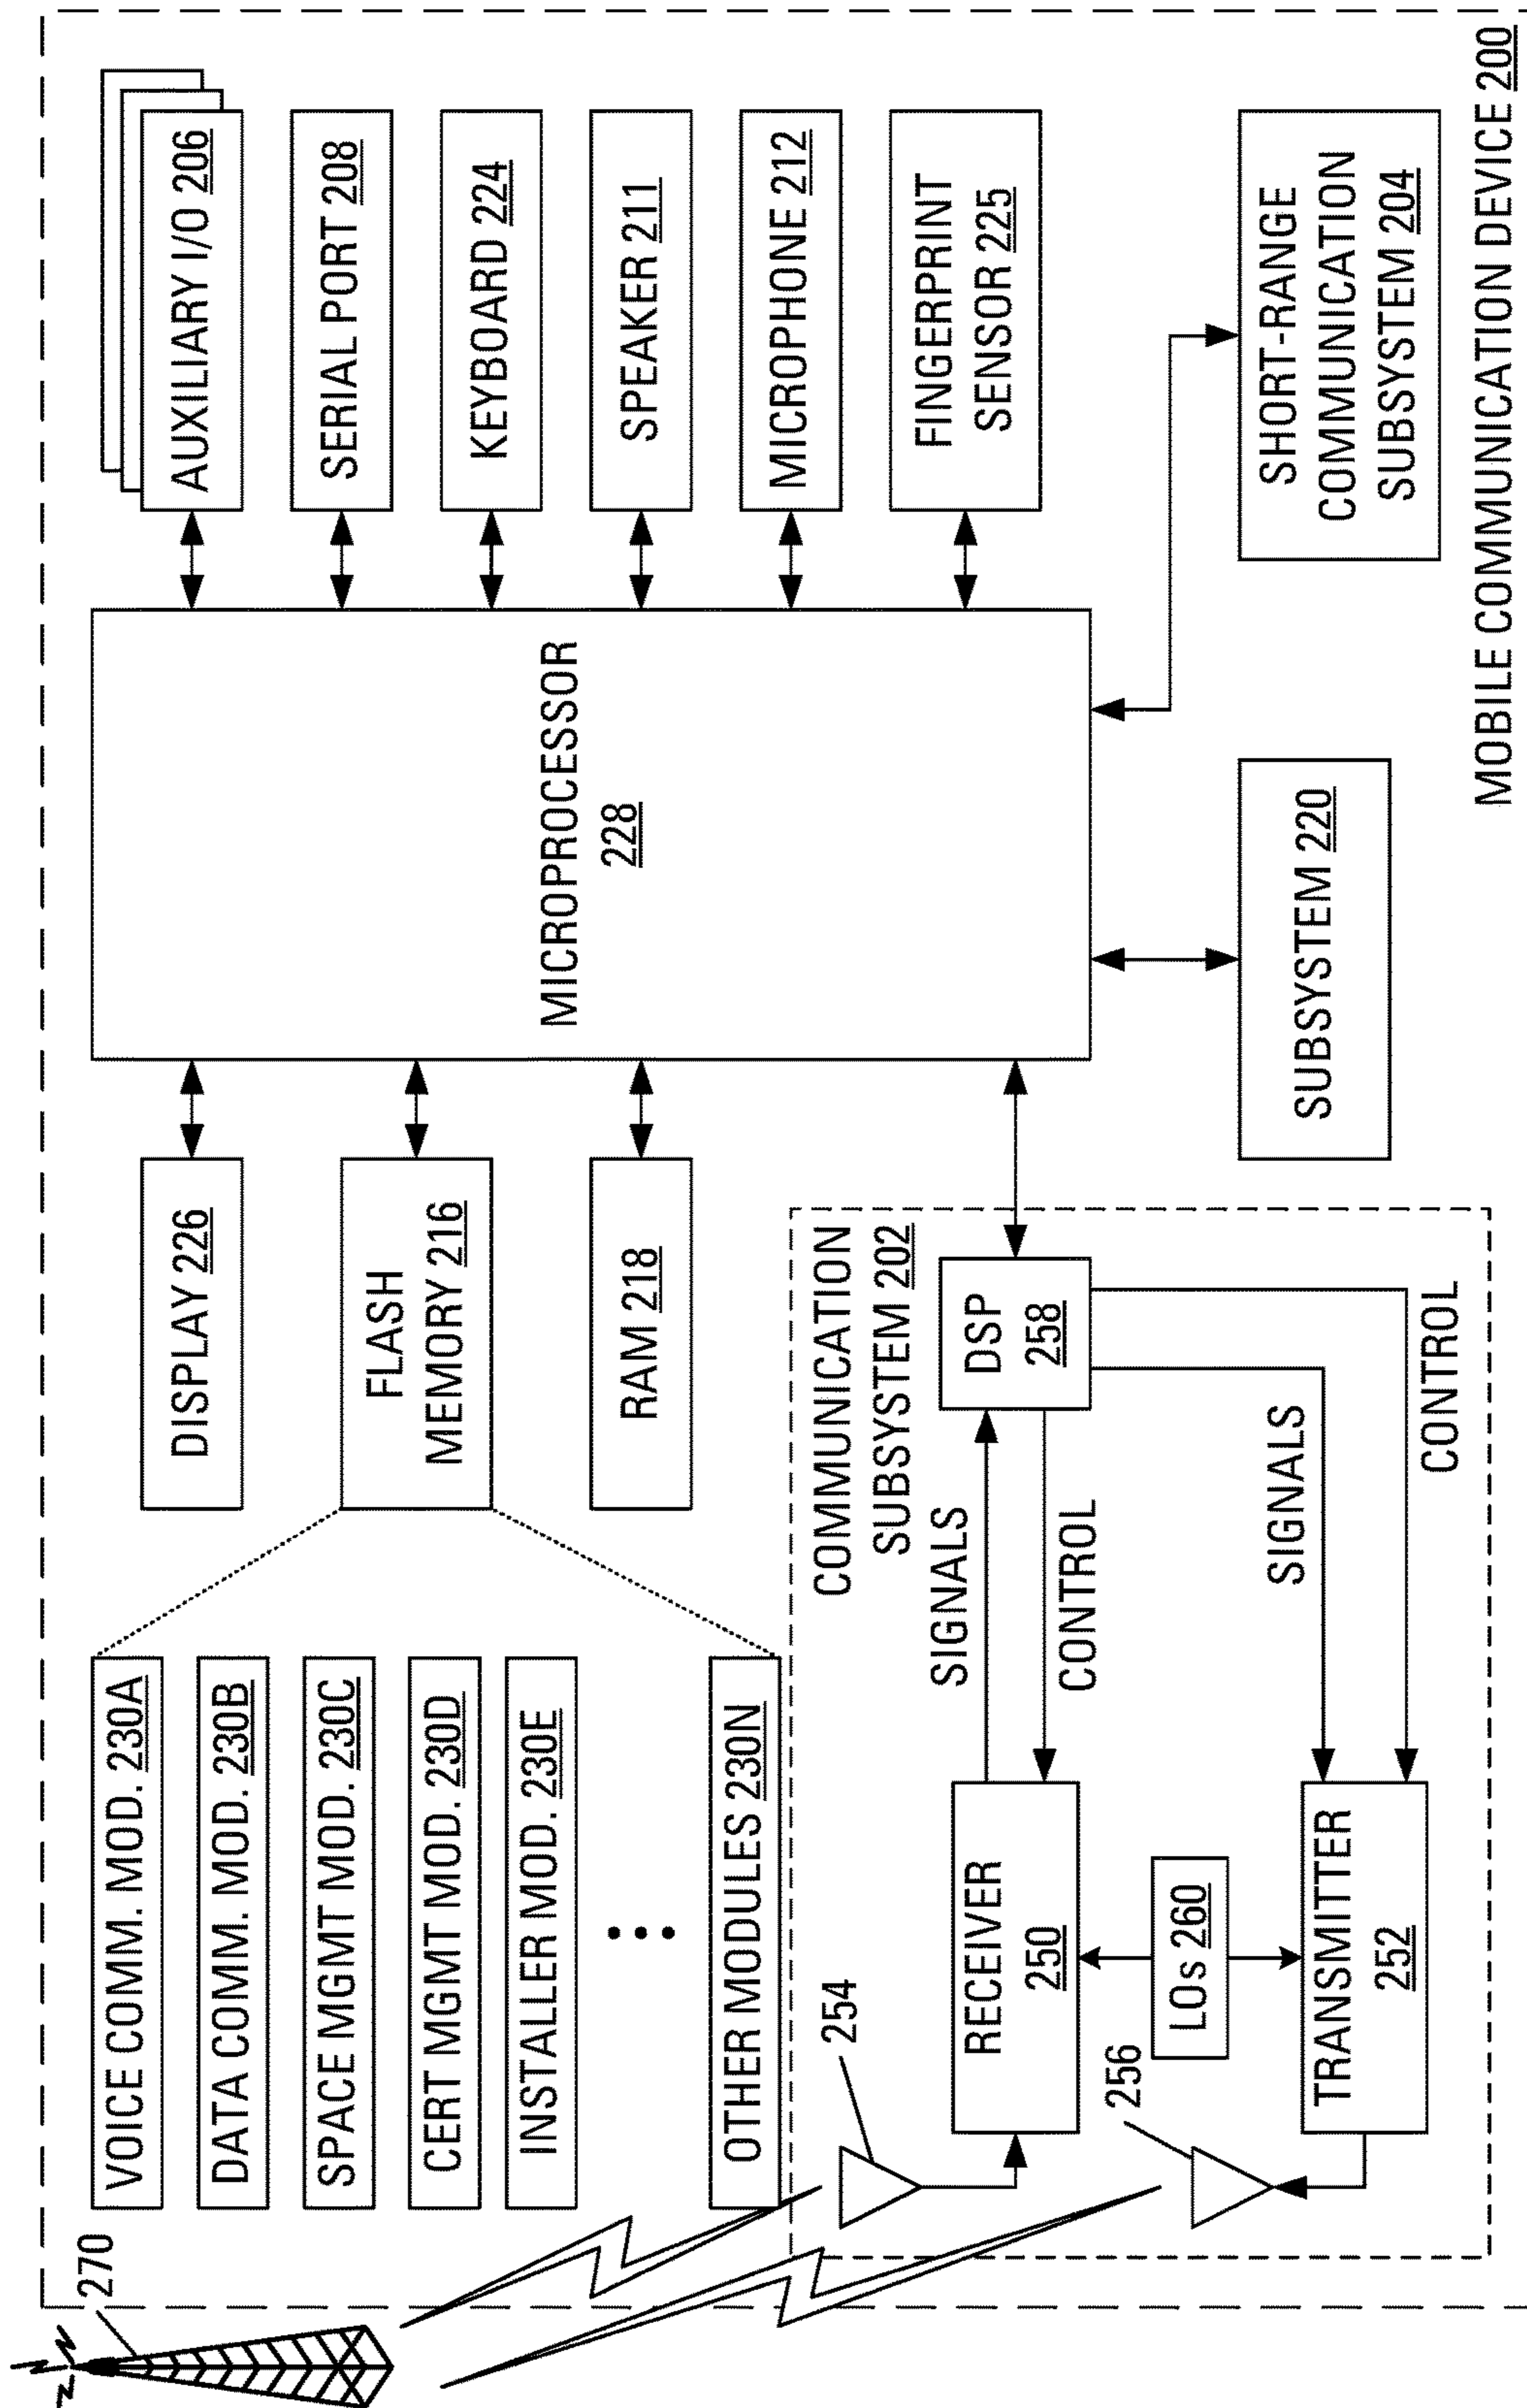 270
VOICE COMM. MOD. 230A
DATA COMM. MOD. 230B
SPACE MGMT MOD. 230C
CERT MGMT MOD. 230D
INSTALLER MOD. 230E
OTHER MODULES 230N
DISPLAY 226
FLASH
MEMORY 216
RAM 218
MICROPROCESSOR
228
AUXILIARY I/O 206
SERIAL PORT 208
KEYBOARD 224
SPEAKER 211
MICROPHONE 212
FINGERPRINT
SENSOR 225
COMMUNICATION
SUBSYSTEM 202
254
RECEIVER
250
SIGNALS
CONTROL
DSP
258
256
LOs 260
TRANSMITTER
252
SIGNALS
CONTROL
SUBSYSTEM 220
SHORT-RANGE
COMMUNICATION
SUBSYSTEM 204
MOBILE COMMUNICATION DEVICE 200